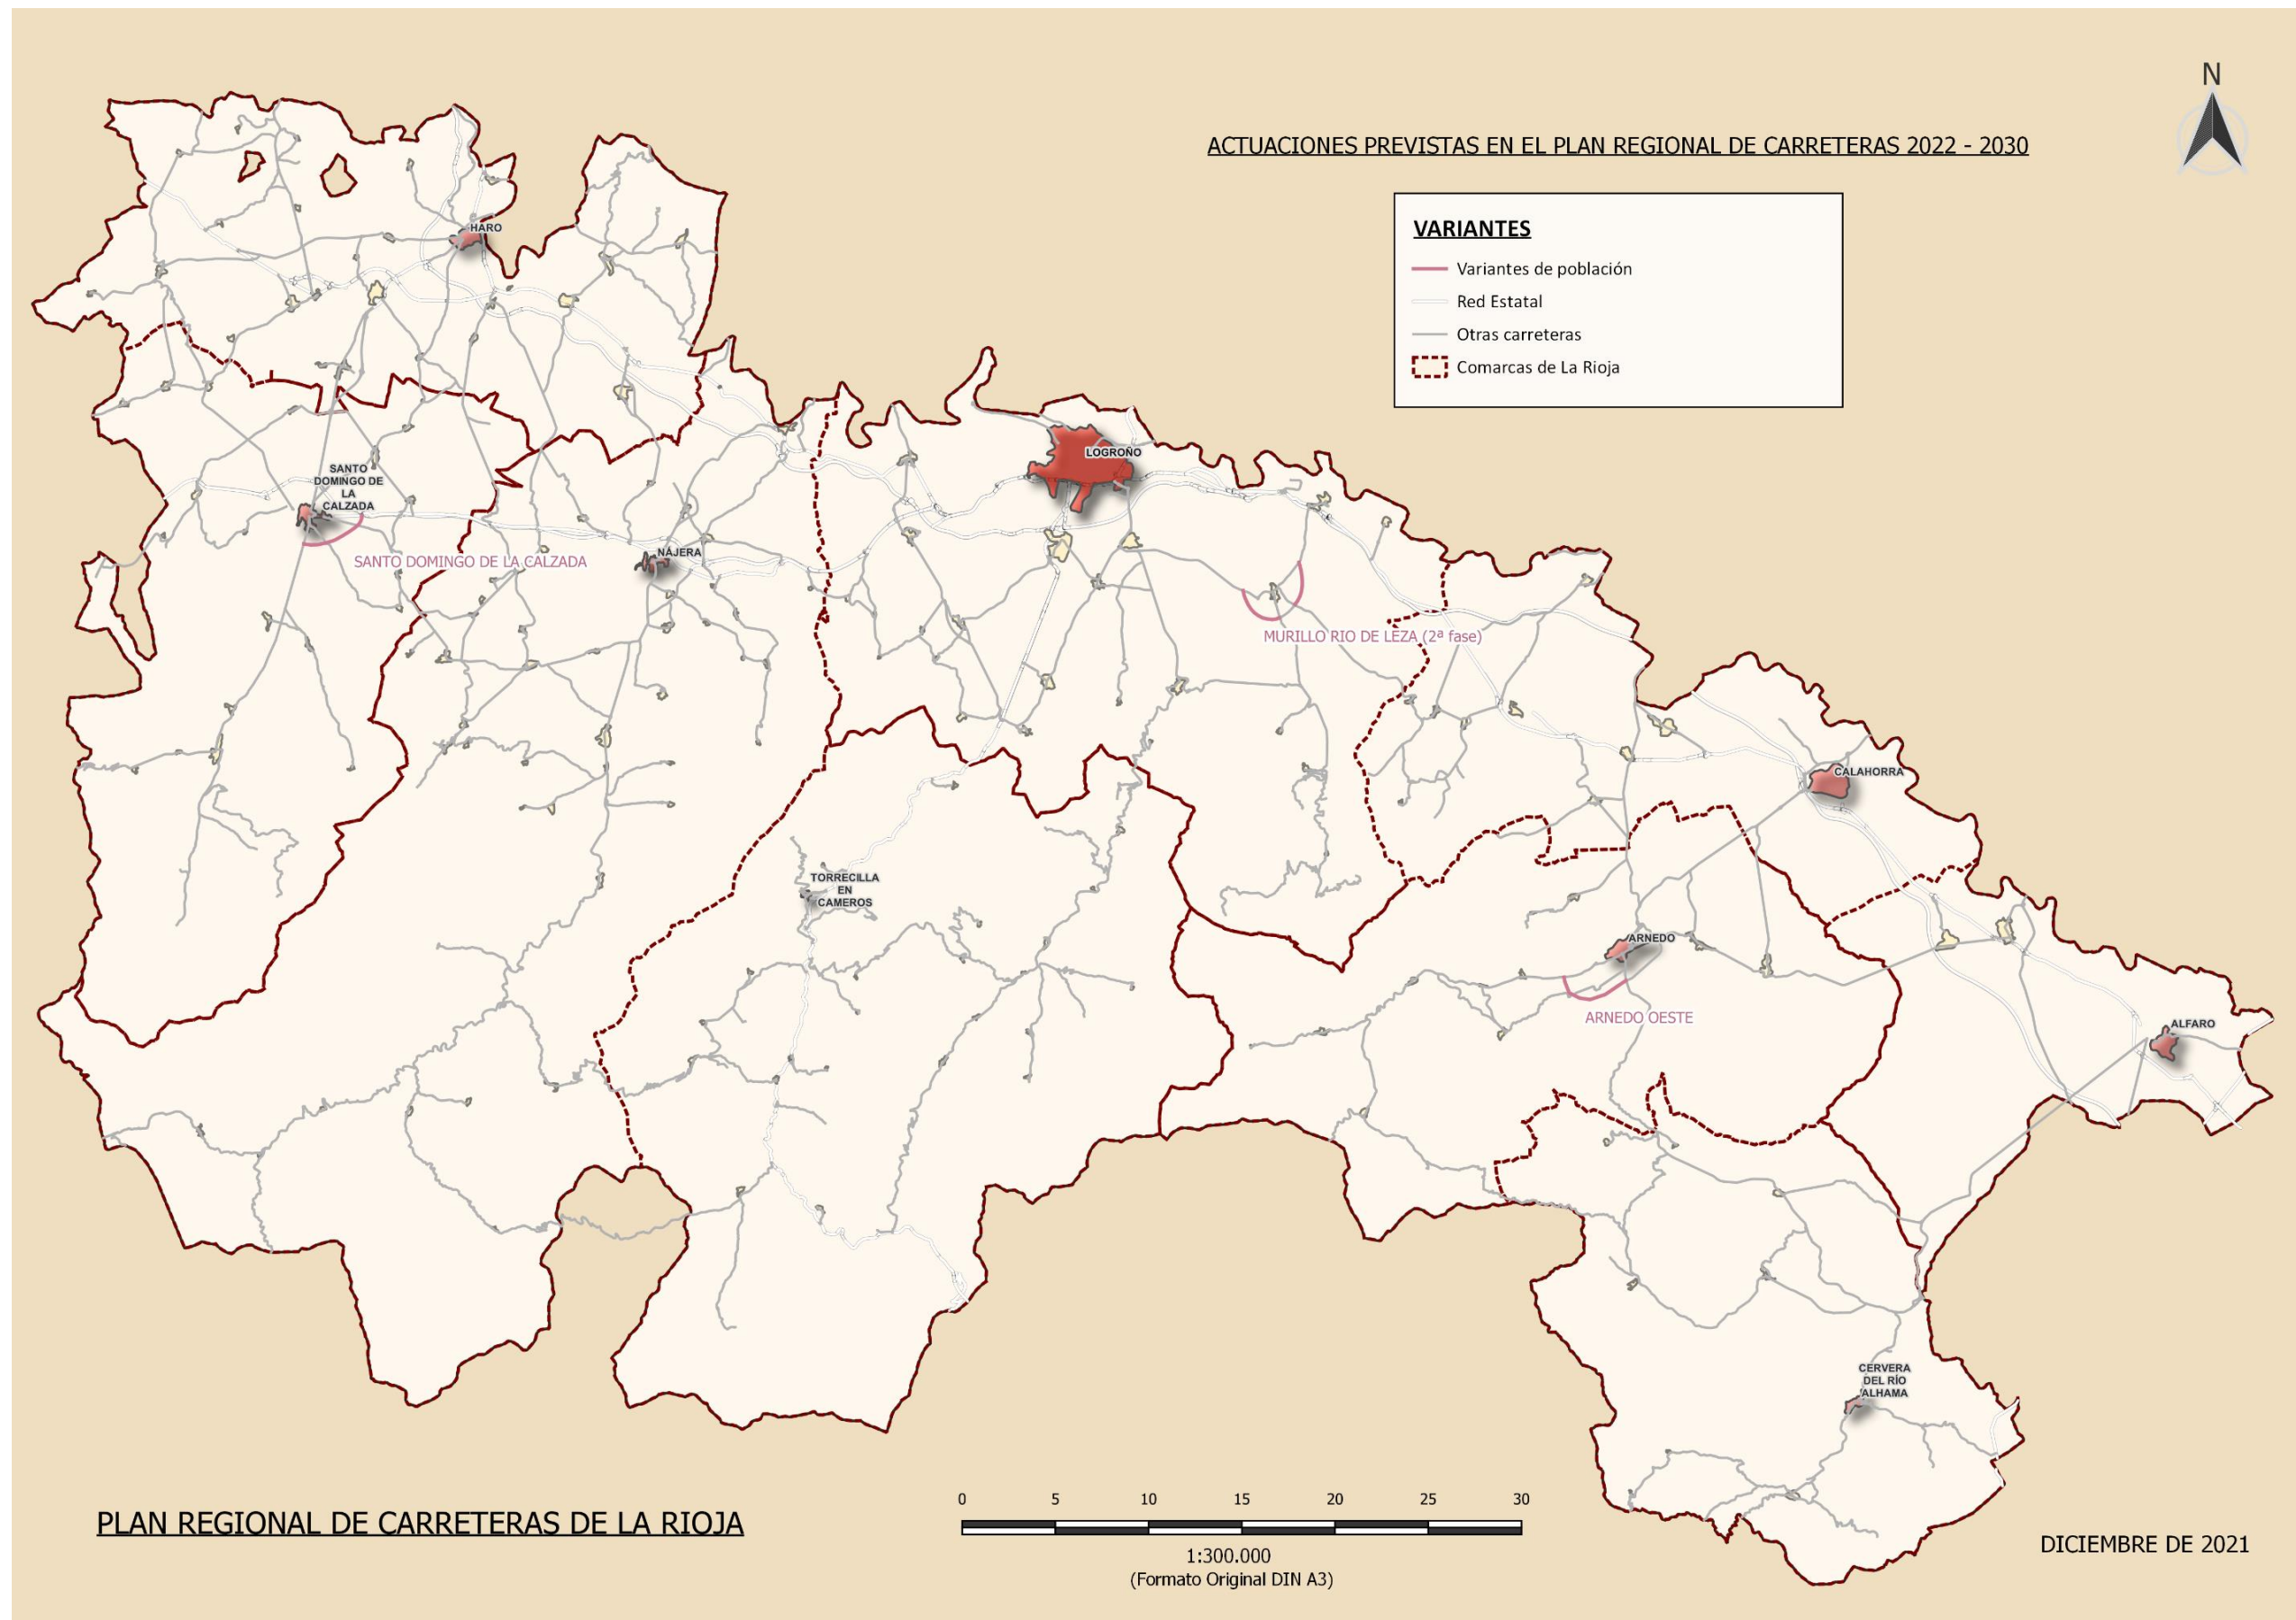 N
ACTUACIONES PREVISTAS EN EL PLAN REGIONAL DE CARRETERAS 2022 - 2030
VARIANTES
Variantes de población
Red Estatal
Otras carreteras
Comarcas de La Rioja
HARO
LOGROÑO
SANTO
DOMINGO DE
LA
CALZADA
SANTO DOMINGO DE LA CALZADA
NÁJERA
MURILLO RIO DE LEZA (2ª fase)
CALAHORRA
TORRECILLA
EN
CAMEROS
ARNEDO
ARNEDO OESTE
ALFARO
CERVERA
DEL RÍO
ALHAMA
PLAN REGIONAL DE CARRETERAS DE LA RIOJA
0 5 10 15 20 25 30
1:300.000
(Formato Original DIN A3)
DICIEMBRE DE 2021